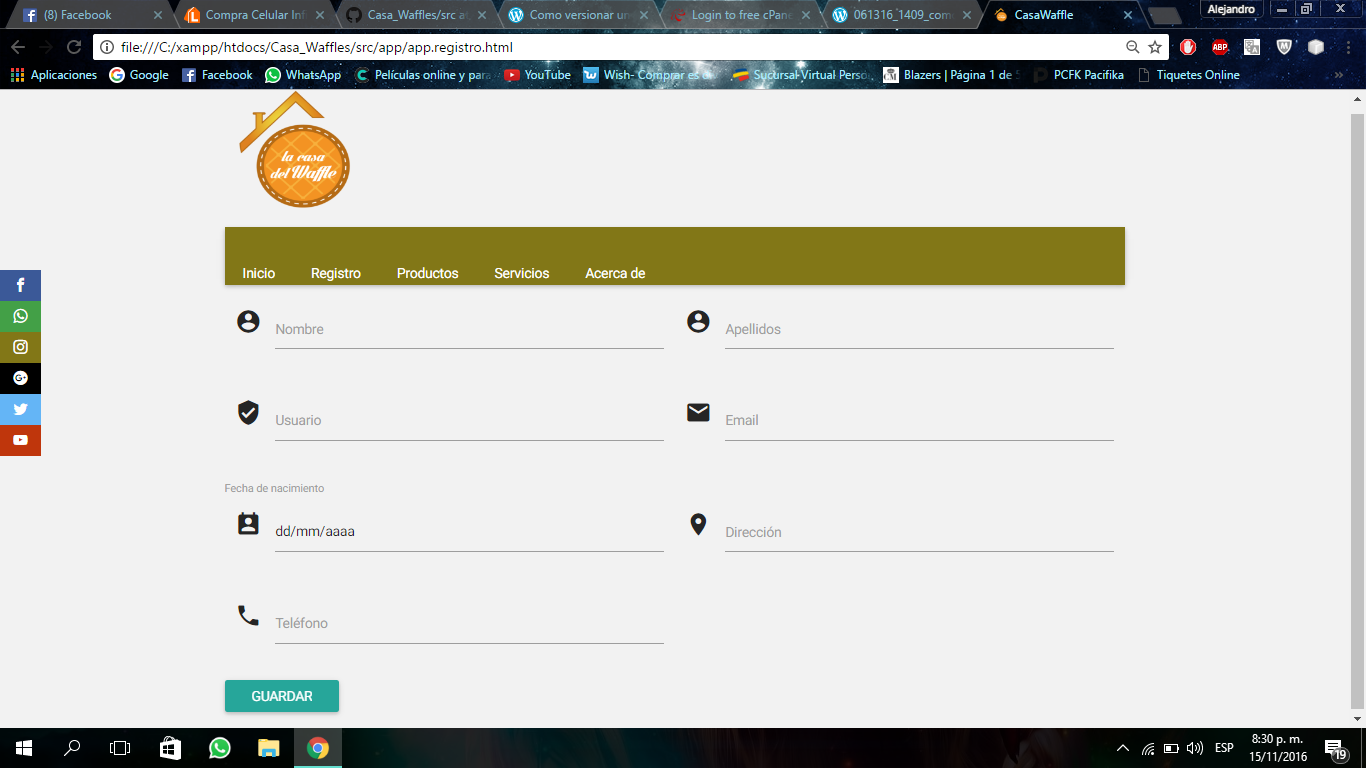 (8) Facebook
Compra Celular Inf
Casa_Waffles/src at
Como versionar un
Login to free cPane
061316_1409_com
CasaWaffle
Alejandro
file:///C:/xampp/htdocs/Casa_Waffles/src/app/app.registro.html
ABP
Aplicaciones
Google
Facebook
WhatsApp
Películas online y para
YouTube
Wish- Comprar es di
Sucursal Virtual Perso
Blazers | Página 1 de 5
PCFK Pacifika
Tiquetes Online
la casa
del Waffle
Inicio
Registro
Productos
Servicios
Acerca de
Nombre
Apellidos
Usuario
Email
Fecha de nacimiento
dd/mm/aaaa
Dirección
Teléfono
GUARDAR
ESP
8:30 p. m.
15/11/2016
19